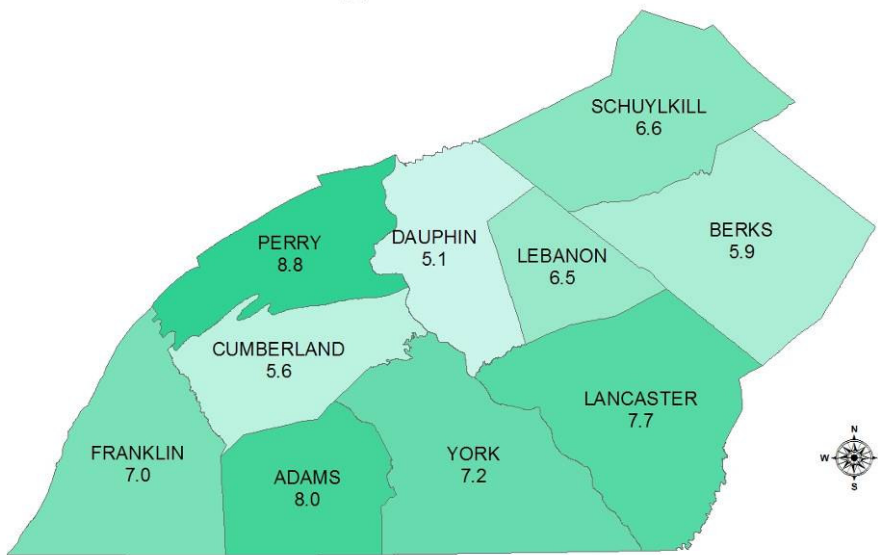 SCHUYLKILL
6.6
PERRY
8.8
DAUPHIN
5.1
LEBANON
6.5
BERKS
5.9
CUMBERLAND
5.6
LANCASTER
7.7
FRANKLIN
7.0
ADAMS
8.0
YORK
7.2
N
W
E
S